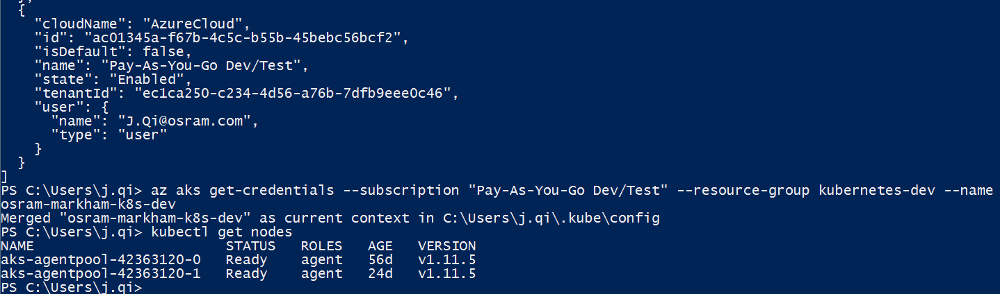 {
"cloudName": "AzureCloud",
"id": "ac01345a-f67b-4c5c-b55b-45bebc56bcf2",
"isDefault": false,
"name": "Pay-As-You-Go Dev/Test",
"state": "Enabled",
"tenantId": "ec1ca250-c234-4d56-a76b-7dfb9eee0c46",
"user": {
"name": "J.Qi@osram.com",
"type": "user"
}
}
]
PS C:\Users\j.qi> az aks get-credentials --subscription "Pay-As-You-Go Dev/Test" --resource-group kubernetes-dev --name
osram-markham-k8s-dev
Merged "osram-markham-k8s-dev" as current context in C:\Users\j.qi\.kube\config
PS C:\Users\j.qi> kubectl get nodes
NAME STATUS ROLES AGE VERSION
aks-agentpool-42363120-0 Ready agent 56d v1.11.5
aks-agentpool-42363120-1 Ready agent 24d v1.11.5
PS C:\Users\j.qi>